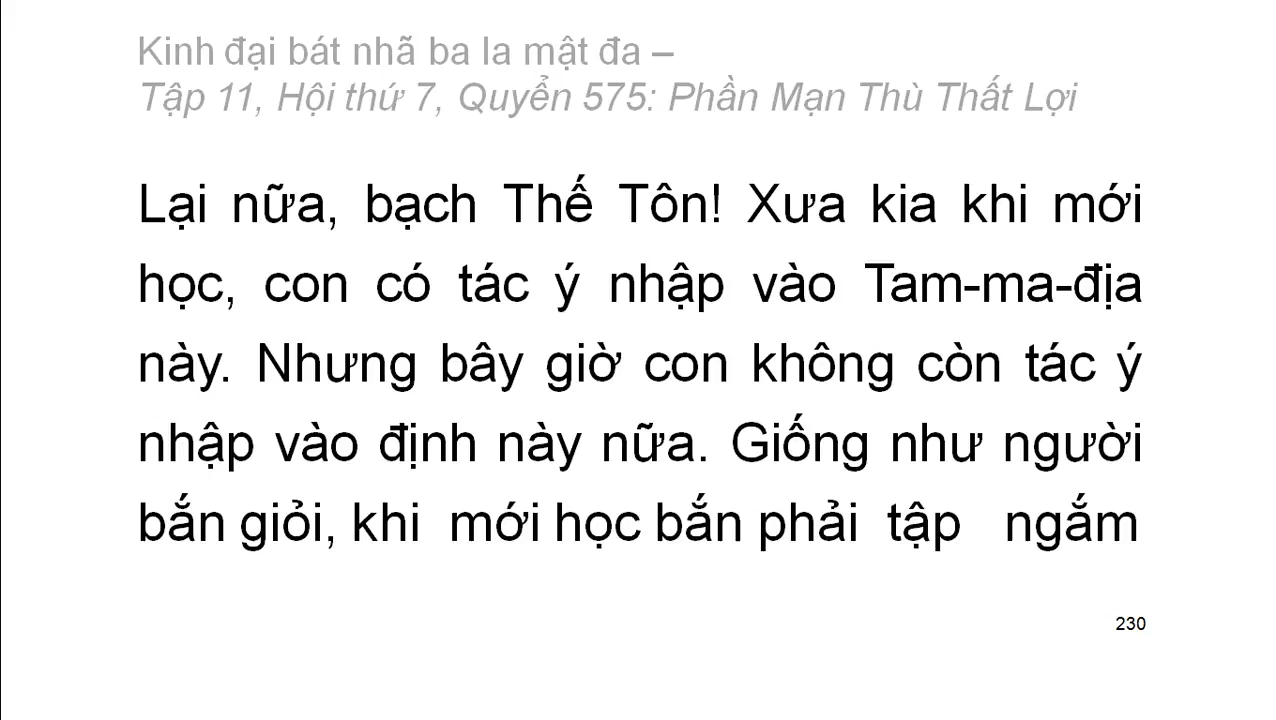 Kinh đại bát nhã ba la mật đa –
Tập 11, Hội thứ 7, Quyển 575: Phần Mạn Thù Thất Lợi
Lại nữa, bạch Thế Tôn! Xưa kia khi mới
học, con có tác ý nhập vào Tam-ma-địa
này. Nhưng bây giờ con không còn tác ý
nhập vào định này nữa. Giống như người
bắn giỏi, khi mới học bắn phải tập ngắm
230